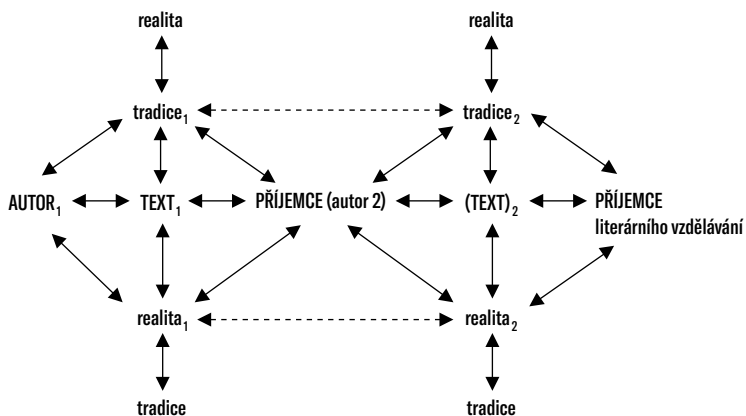 realita realita
tradice₁ tradice₂
AUTOR₁ TEXT₁ PŘÍJEMCE (autor 2) (TEXT)₂ PŘÍJEMCE
literárního vzdělávání
realita₁ realita₂
tradice tradice